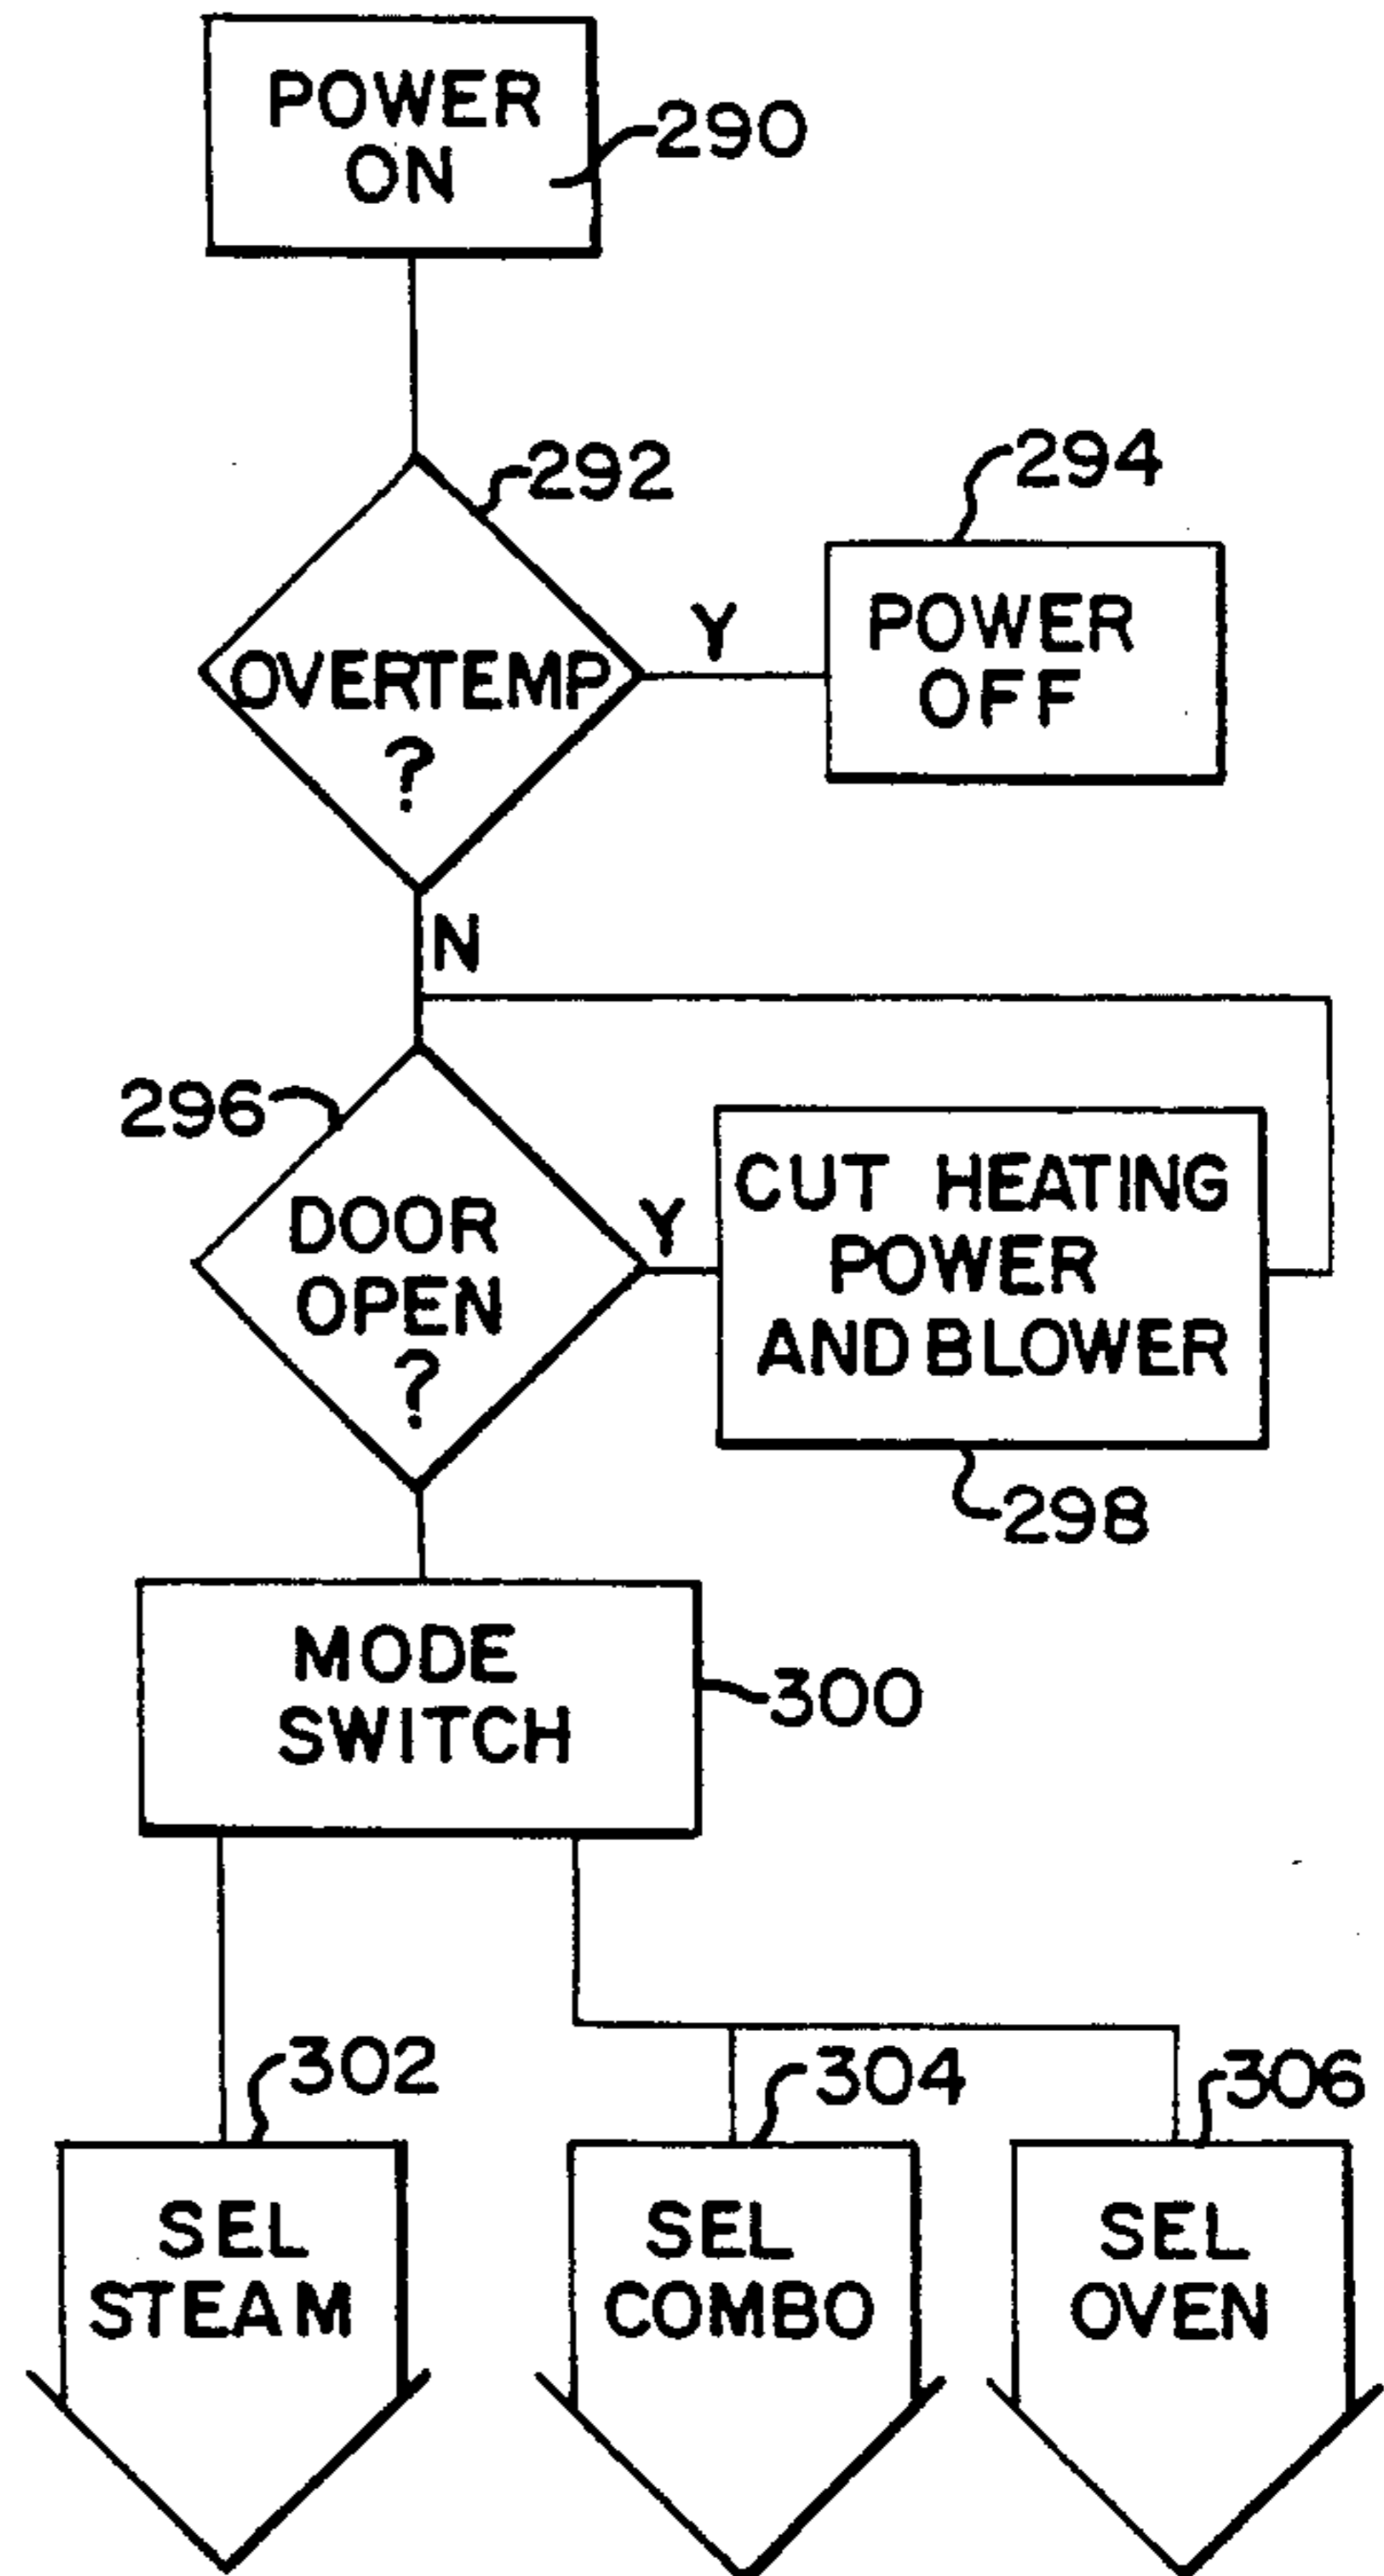 POWER
ON
290
292
OVERTEMP
?
Y
294
POWER
OFF
N
296
DOOR
OPEN
?
Y
CUT HEATING
POWER
AND BLOWER
298
MODE
SWITCH
300
302
SEL
STEAM
304
SEL
COMBO
306
SEL
OVEN